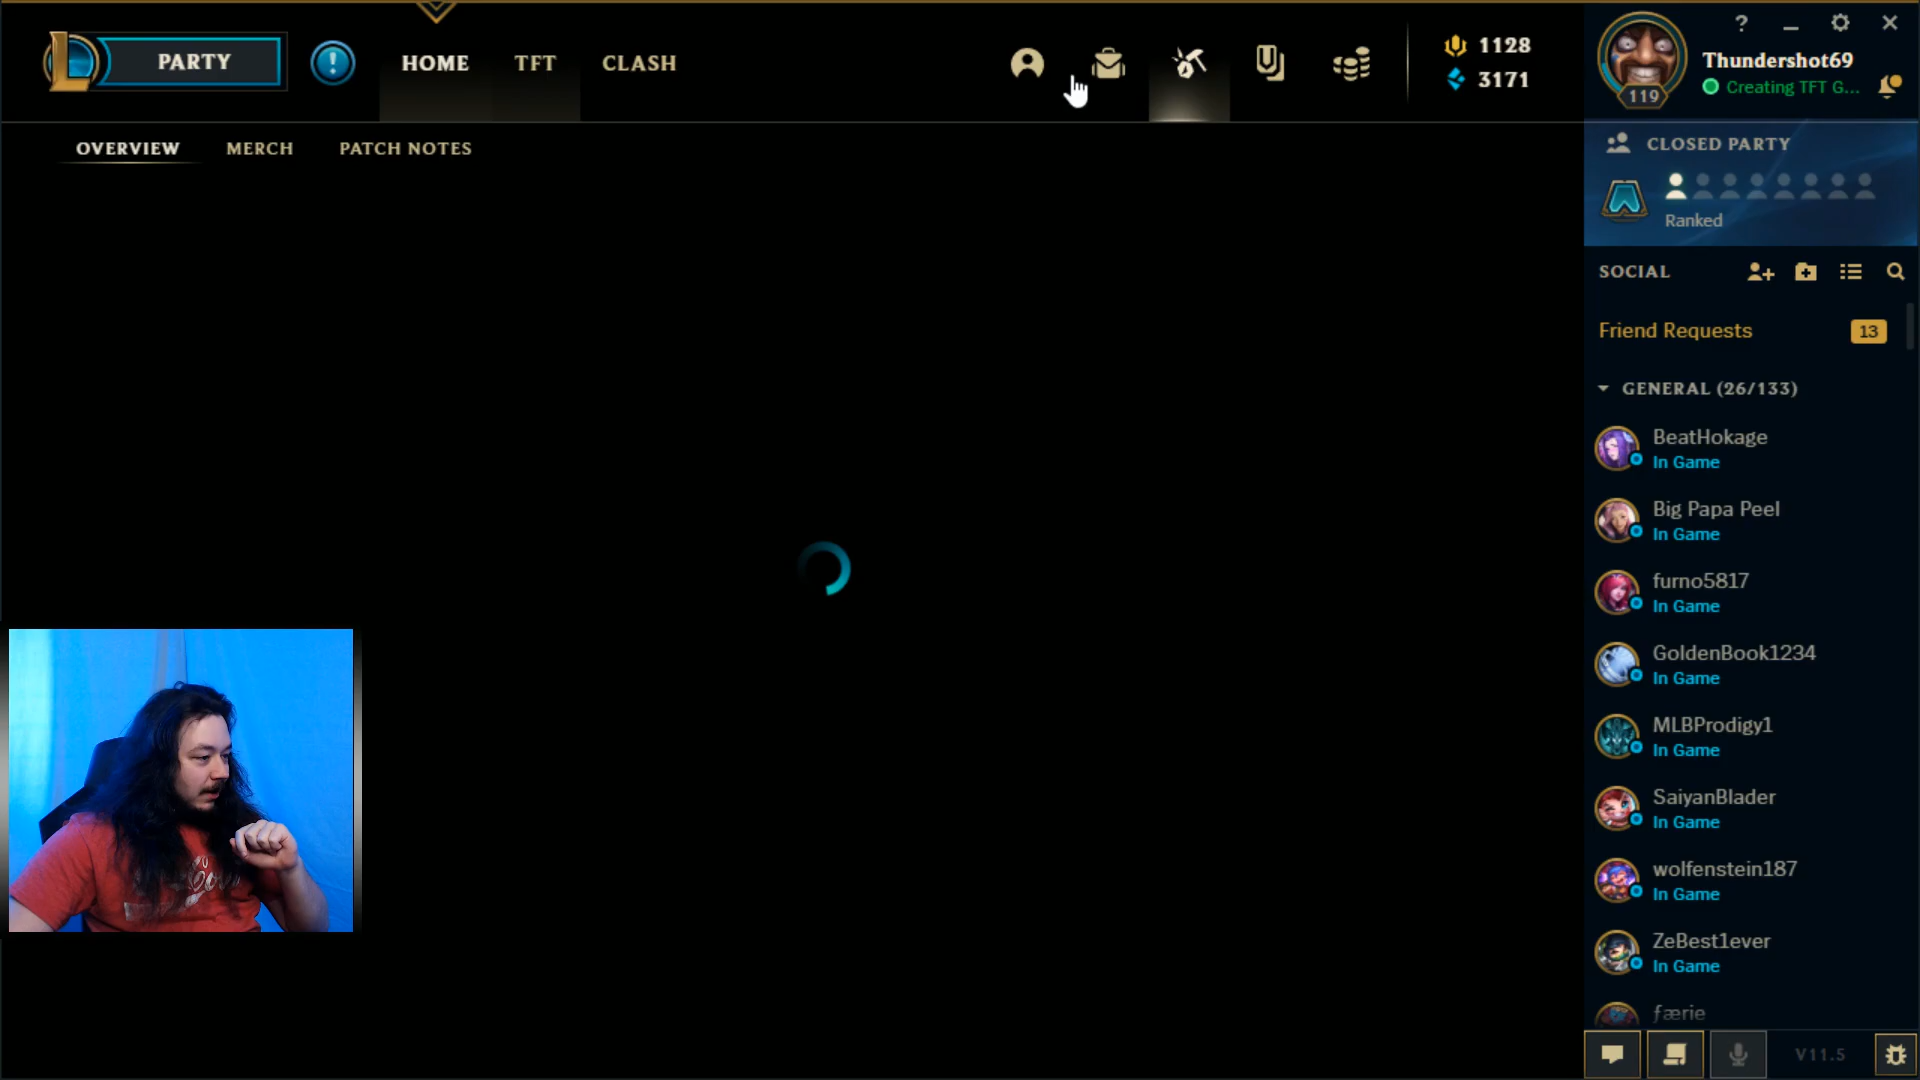 PARTY
HOME
TFT
CLASH
1128
3171
119
Thundershot69
Creating TFT G...
OVERVIEW
MERCH
PATCH NOTES
CLOSED PARTY
Ranked
SOCIAL
Friend Requests
13
GENERAL (26/133)
BeatHokage
In Game
Big Papa Peel
In Game
furno5817
In Game
GoldenBook1234
In Game
MLBProdigy1
In Game
SaiyanBlader
In Game
wolfenstein187
In Game
ZeBest1ever
In Game
færie
V11.5